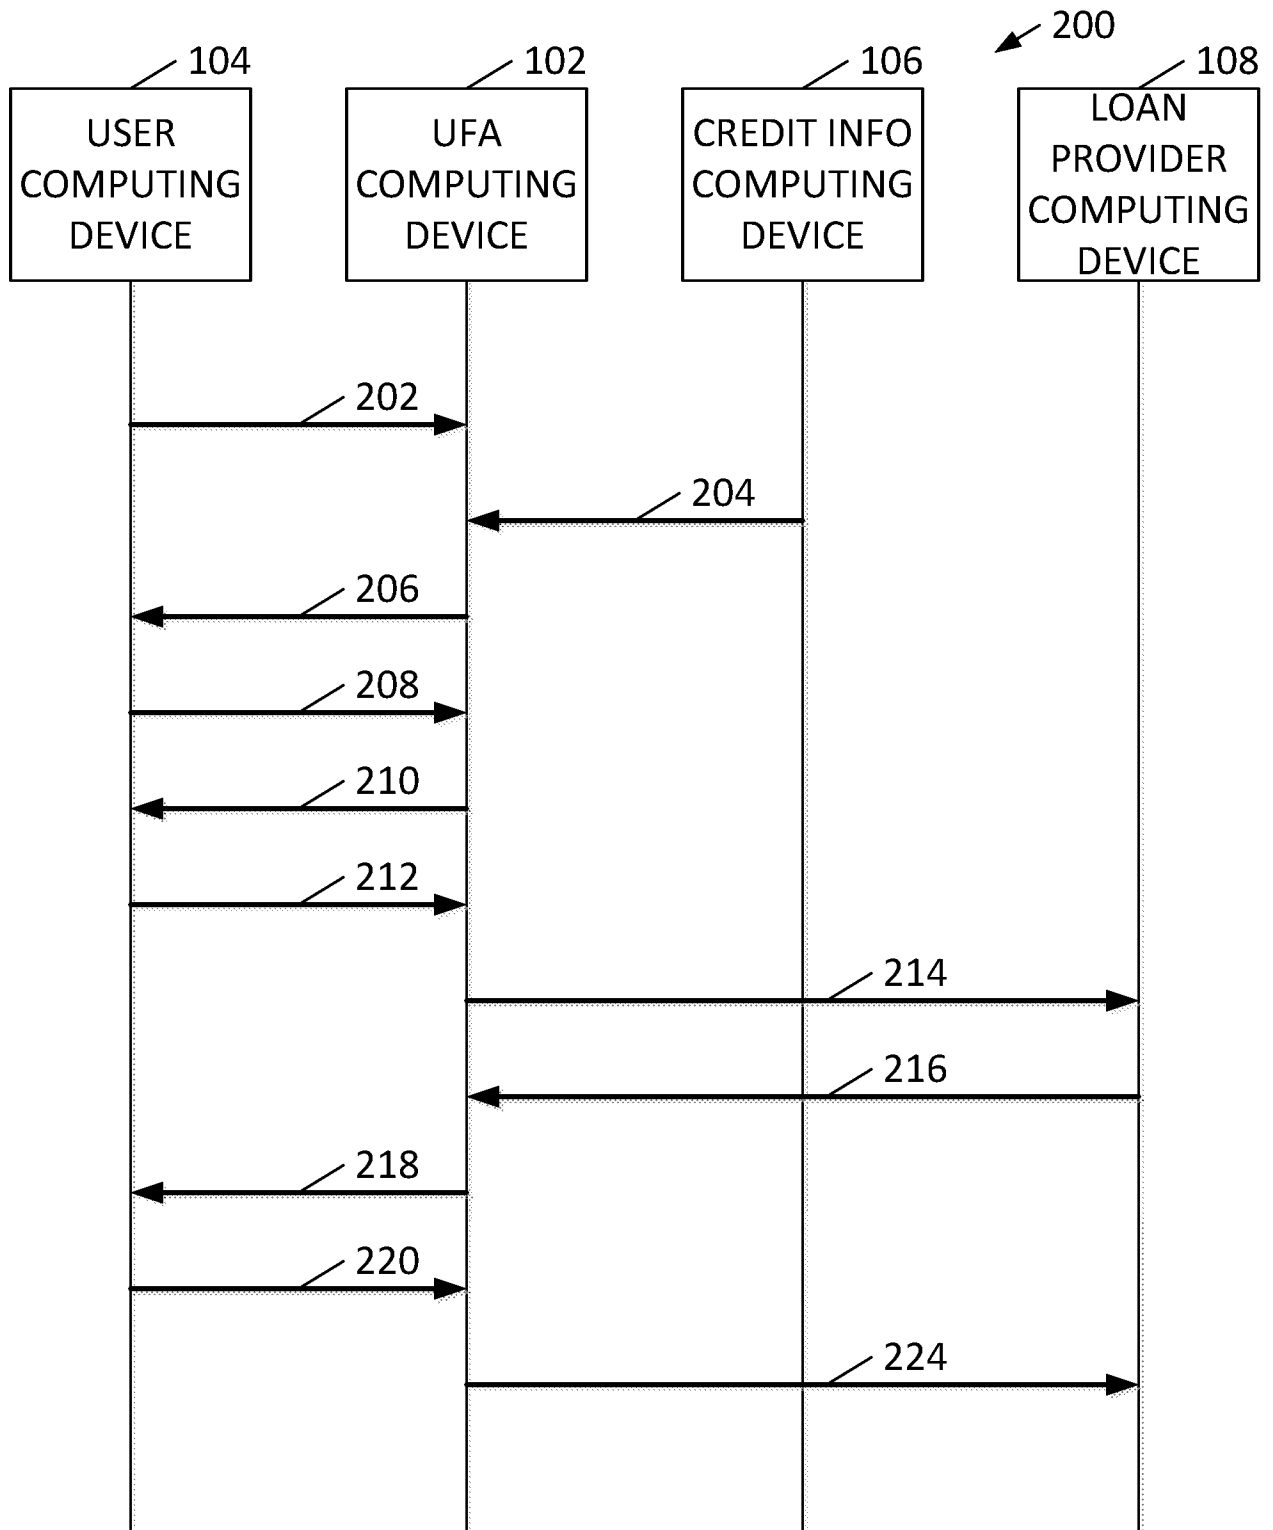 200
104
102
106
108
USER
COMPUTING
DEVICE
UFA
COMPUTING
DEVICE
CREDIT INFO
COMPUTING
DEVICE
LOAN
PROVIDER
COMPUTING
DEVICE
202
204
206
208
210
212
214
216
218
220
224